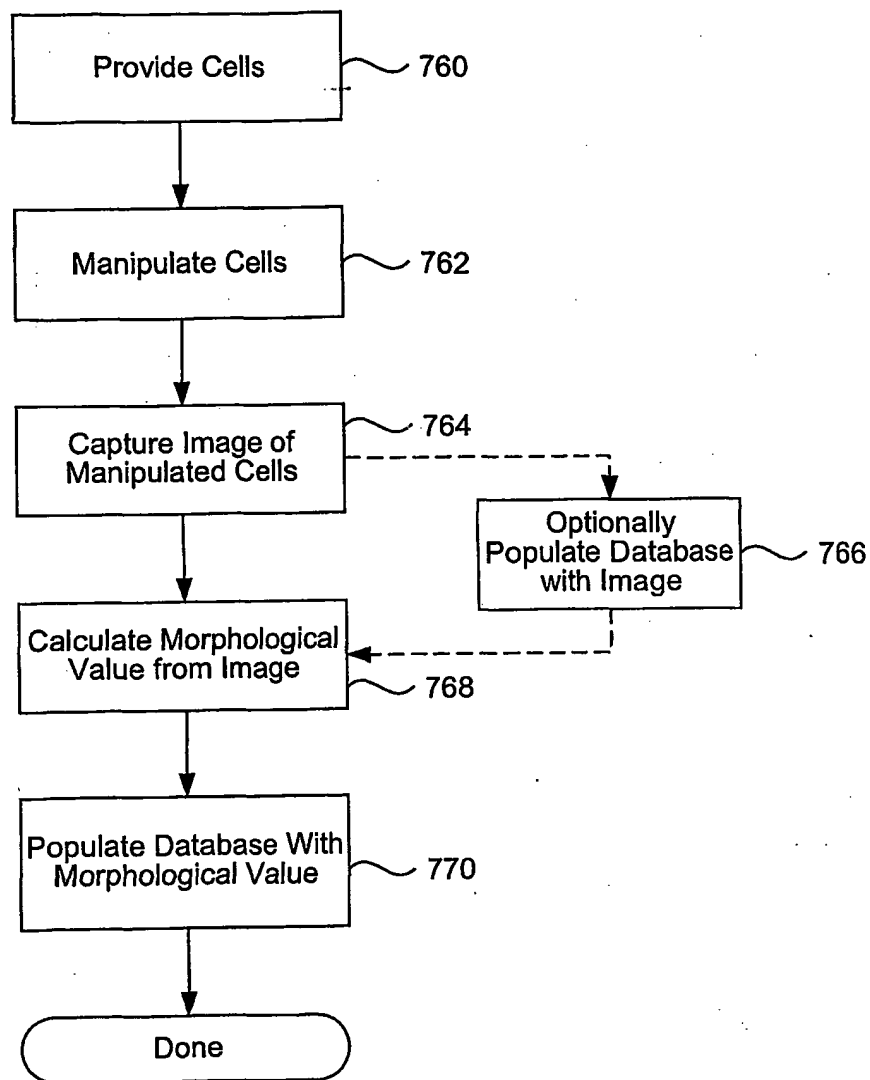 Provide Cells
760
Manipulate Cells
762
Capture Image of
Manipulated Cells
764
Optionally
Populate Database
with Image
766
Calculate Morphological
Value from Image
768
Populate Database With
Morphological Value
770
Done